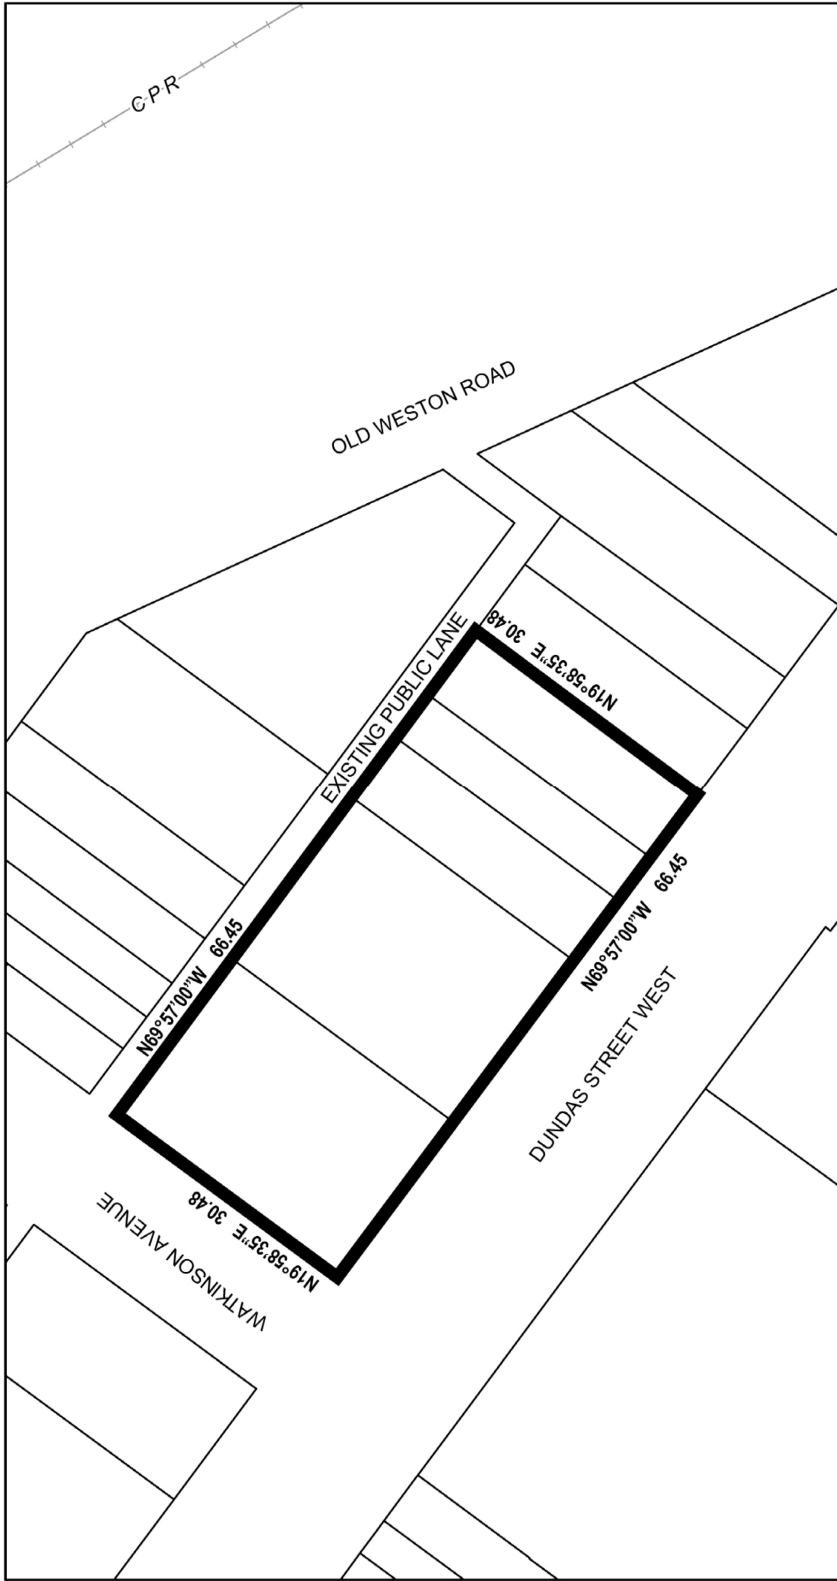 CPR
OLD WESTON ROAD
EXISTING PUBLIC LANE
N19°58'35"E 30.48
N69°57'00"W 66.45
N69°57'00"W 66.45
DUNDAS STREET WEST
N19°58'35"E 30.48
WATKINSON AVENUE